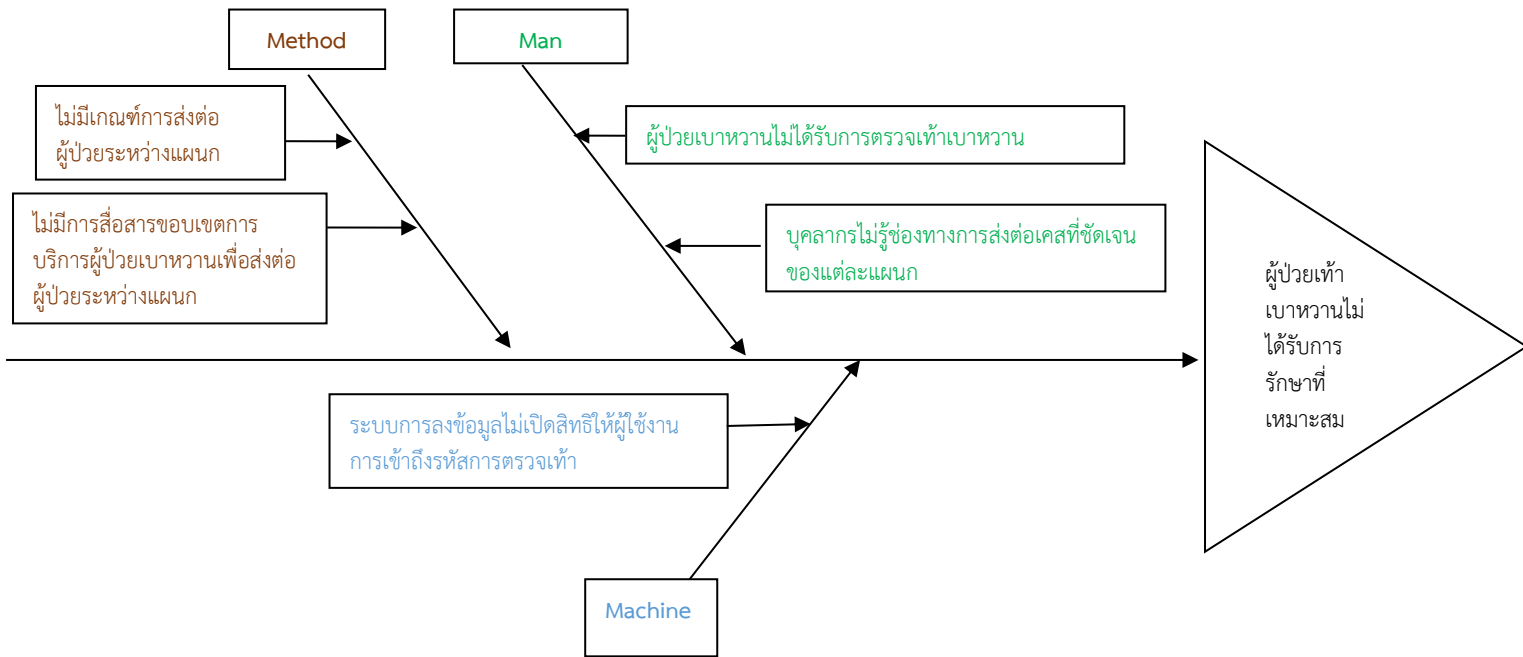 Method
Man
ไม่มีเกณฑ์การส่งต่อ
ผู้ป่วยระหว่างแผนก
ผู้ป่วยเบาหวานไม่ได้รับการตรวจเท้าเบาหวาน
ไม่มีการสื่อสารขอบเขตการ
บริการผู้ป่วยเบาหวานเพื่อส่งต่อ
ผู้ป่วยระหว่างแผนก
บุคลากรไม่รู้ช่องทางการส่งต่อเคสที่ชัดเจน
ของแต่ละแผนก
ผู้ป่วยเท้า
เบาหวานไม่
ได้รับการ
รักษาที่
เหมาะสม
ระบบการลงข้อมูลไม่เปิดสิทธิให้ผู้ใช้งาน
การเข้าถึงรหัสการตรวจเท้า
Machine